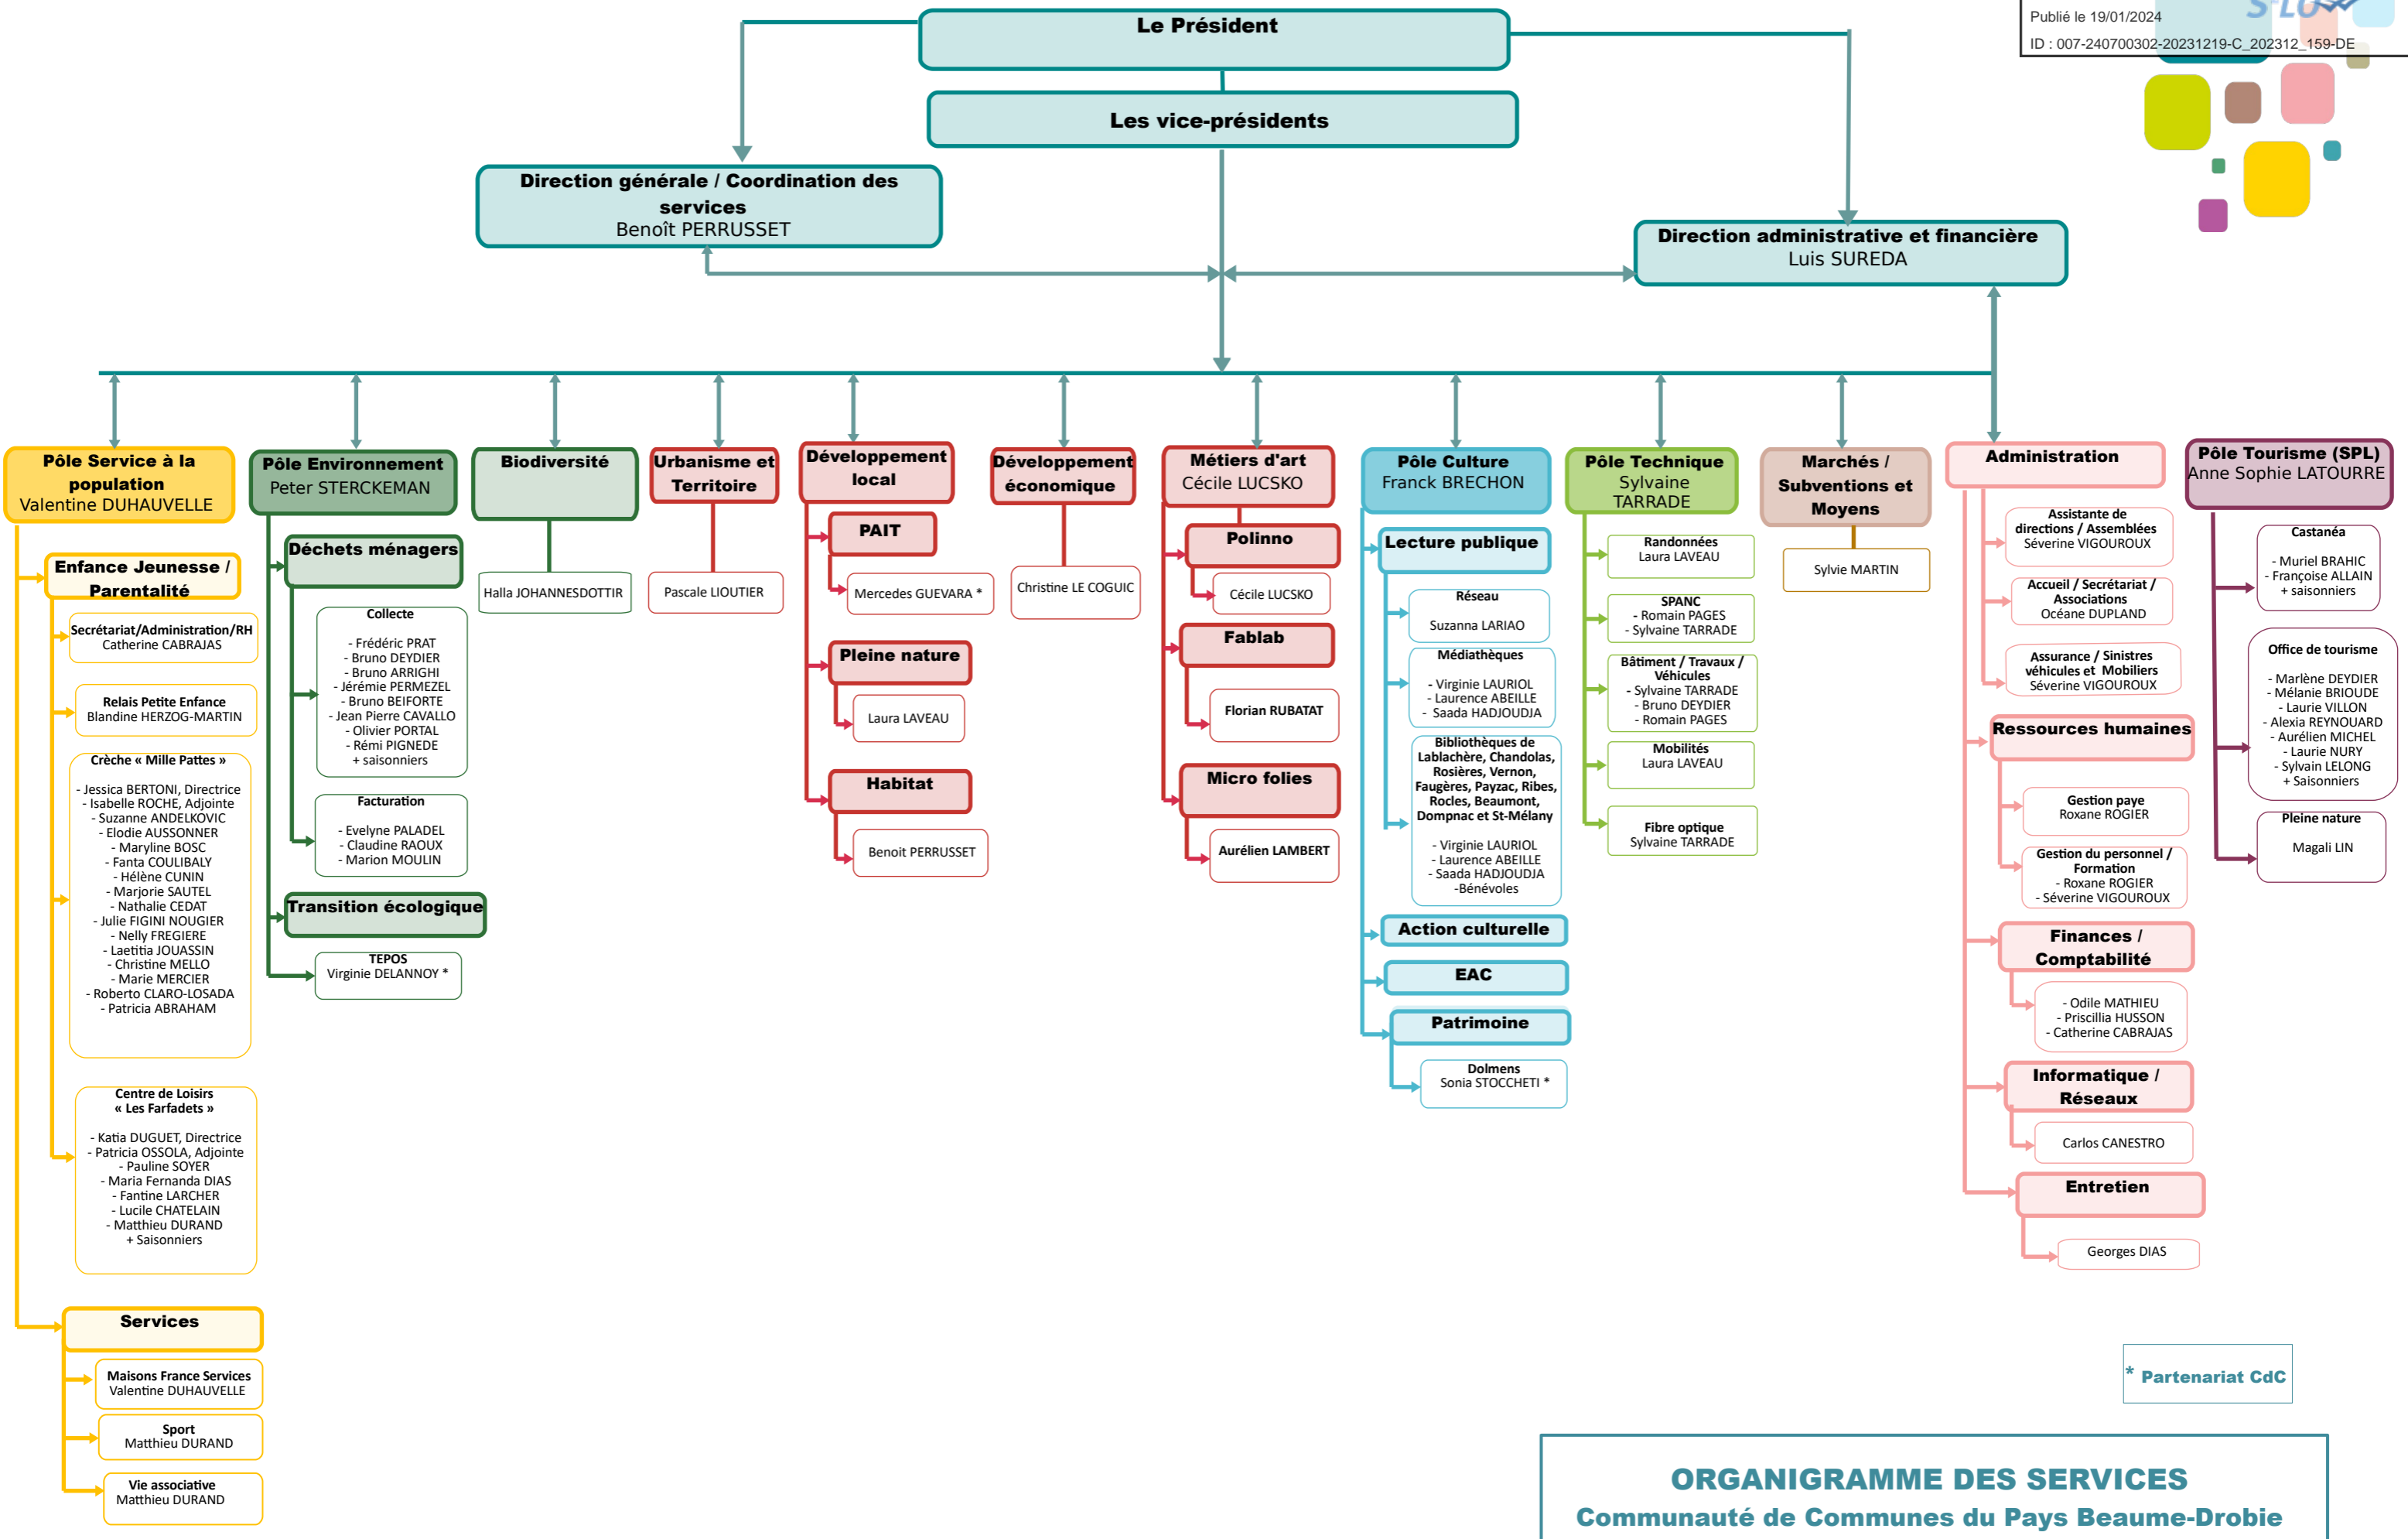 Publié le 19/01/2024
S²LO
ID : 007-240700302-20231219-C_202312_159-DE
Le Président
Les vice-présidents
Direction générale / Coordination des
services
Benoît PERRUSSET
Direction administrative et financière
Luis SUREDA
Pôle Service à la
population
Valentine DUHAUVELLE
Enfance Jeunesse /
Parentalité
Secrétariat/Administration/RH
Catherine CABRAJAS
Relais Petite Enfance
Blandine HERZOG-MARTIN
Crèche « Mille Pattes »
- Jessica BERTONI, Directrice
- Isabelle ROCHE, Adjointe
- Suzanne ANDELKOVIC
- Elodie AUSSONNER
- Maryline BOSC
- Fanta COULIBALY
- Hélène CUNIN
- Marjorie SAUTEL
- Nathalie CEDAT
- Julie FIGINI NOUGIER
- Nelly FREGIERE
- Laetitia JOUASSIN
- Christine MELLO
- Marie MERCIER
- Roberto CLARO-LOSADA
- Patricia ABRAHAM
Centre de Loisirs
« Les Farfadets »
- Katia DUGUET, Directrice
- Patricia OSSOLA, Adjointe
- Pauline SOYER
- Maria Fernanda DIAS
- Fantine LARCHER
- Lucile CHATELAIN
- Matthieu DURAND
+ Saisonniers
Services
Maisons France Services
Valentine DUHAUVELLE
Sport
Matthieu DURAND
Vie associative
Matthieu DURAND
Pôle Environnement
Peter STERCKEMAN
Déchets ménagers
Collecte
- Frédéric PRAT
- Bruno DEYDIER
- Bruno ARRIGHI
- Jérémie PERMEZEL
- Bruno BEIFORTE
- Jean Pierre CAVALLO
- Olivier PORTAL
- Rémi PIGNEDE
+ saisonniers
Facturation
- Evelyne PALADEL
- Claudine RAOUX
- Marion MOULIN
Transition écologique
TEPOS
Virginie DELANNOY *
Biodiversité
Halla JOHANNESDOTTIR
Urbanisme et
Territoire
Pascale LIOUTIER
Développement
local
PAIT
Mercedes GUEVARA *
Pleine nature
Laura LAVEAU
Habitat
Benoit PERRUSSET
Développement
économique
Christine LE COGUIC
Métiers d'art
Cécile LUCSKO
Polinno
Cécile LUCSKO
Fablab
Florian RUBATAT
Micro folies
Aurélien LAMBERT
Pôle Culture
Franck BRECHON
Lecture publique
Réseau
Suzanna LARIAO
Médiathèques
- Virginie LAURIOL
- Laurence ABEILLE
- Saada HADJOUDJA
Bibliothèques de
Lablachère, Chandolas,
Rosières, Vernon,
Faugères, Payzac, Ribes,
Rocles, Beaumont,
Dompnac et St-Mélany
- Virginie LAURIOL
- Laurence ABEILLE
- Saada HADJOUDJA
-Bénévoles
Action culturelle
EAC
Patrimoine
Dolmens
Sonia STOCCHETI *
Pôle Technique
Sylvaine
TARRADE
Randonnées
Laura LAVEAU
SPANC
- Romain PAGES
- Sylvaine TARRADE
Bâtiment / Travaux /
Véhicules
- Sylvaine TARRADE
- Bruno DEYDIER
- Romain PAGES
Mobilités
Laura LAVEAU
Fibre optique
Sylvaine TARRADE
Marchés /
Subventions et
Moyens
Sylvie MARTIN
Administration
Assistante de
directions / Assemblées
Séverine VIGOUROUX
Accueil / Secrétariat /
Associations
Océane DUPLAND
Assurance / Sinistres
véhicules et Mobiliers
Séverine VIGOUROUX
Ressources humaines
Gestion paye
Roxane ROGIER
Gestion du personnel /
Formation
- Roxane ROGIER
- Séverine VIGOUROUX
Finances /
Comptabilité
- Odile MATHIEU
- Priscillia HUSSON
- Catherine CABRAJAS
Informatique /
Réseaux
Carlos CANESTRO
Entretien
Georges DIAS
Pôle Tourisme (SPL)
Anne Sophie LATOURRE
Castanéa
- Muriel BRAHIC
- Françoise ALLAIN
+ saisonniers
Office de tourisme
- Marlène DEYDIER
- Mélanie BRIOUDE
- Laurie VILLON
- Alexia REYNOUARD
- Aurélien MICHEL
- Laurie NURY
- Sylvain LELONG
+ Saisonniers
Pleine nature
Magali LIN
* Partenariat CdC
ORGANIGRAMME DES SERVICES
Communauté de Communes du Pays Beaume-Drobie